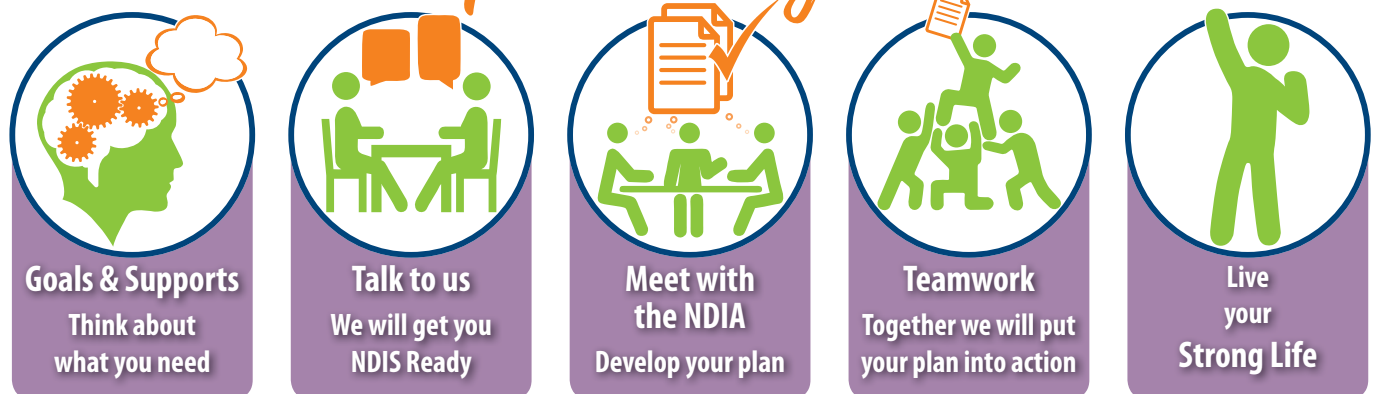 Goals & Supports
Think about
what you need
Talk to us
We will get you
NDIS Ready
Meet with
the NDIA
Develop your plan
Teamwork
Together we will put
your plan into action
Live
your
Strong Life